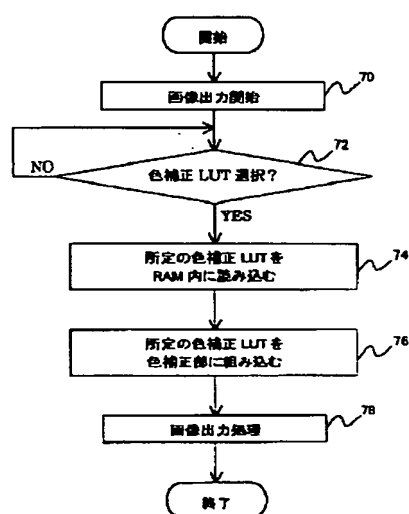 開始
画像出力開始
70
色補正 LUT 選択？
72
NO
YES
所定の色補正 LUT を
RAM 内に読み込む
74
所定の色補正 LUT を
色補正部に組み込む
76
画像出力処理
78
終了